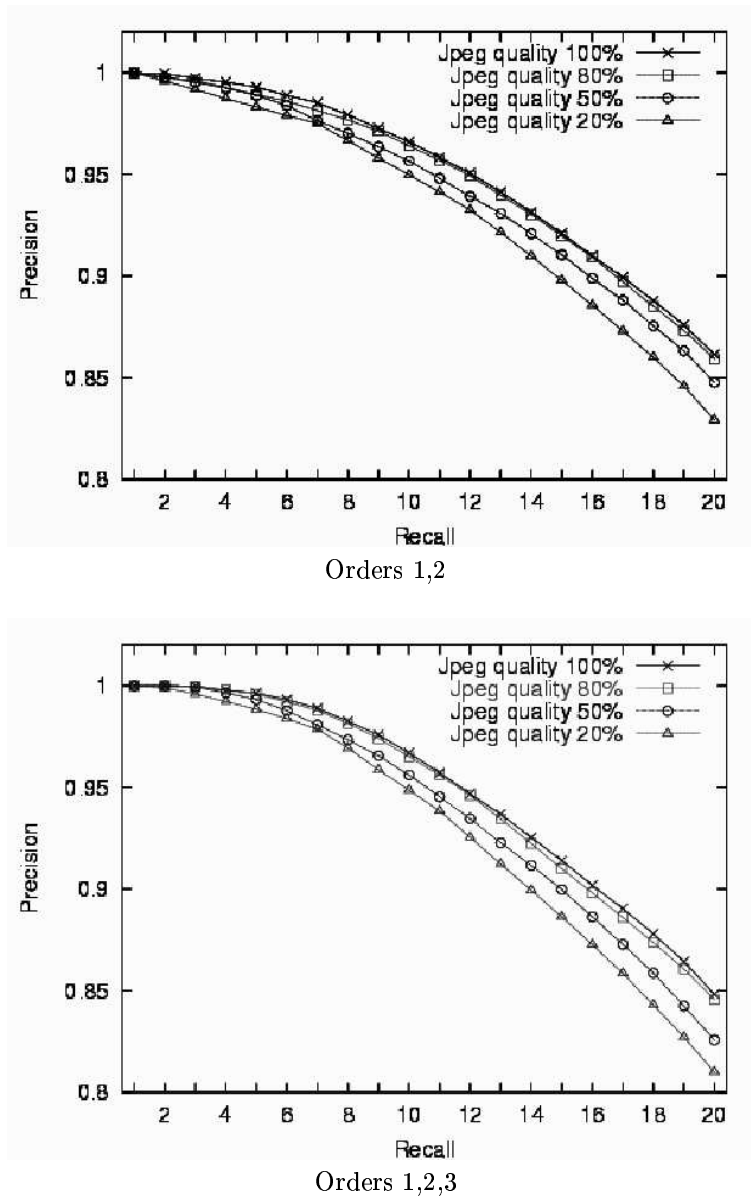 Jpeg quality 100%
Jpeg quality 80%
Jpeg quality 50%
Jpeg quality 20%
1
0.95
0.9
0.85
0.8
Precision
2 4 6 8 10 12 14 16 18 20
Recall
Orders 1,2
Jpeg quality 100%
Jpeg quality 80%
Jpeg quality 50%
Jpeg quality 20%
1
0.95
0.9
0.85
0.8
Precision
2 4 6 8 10 12 14 16 18 20
Recall
Orders 1,2,3